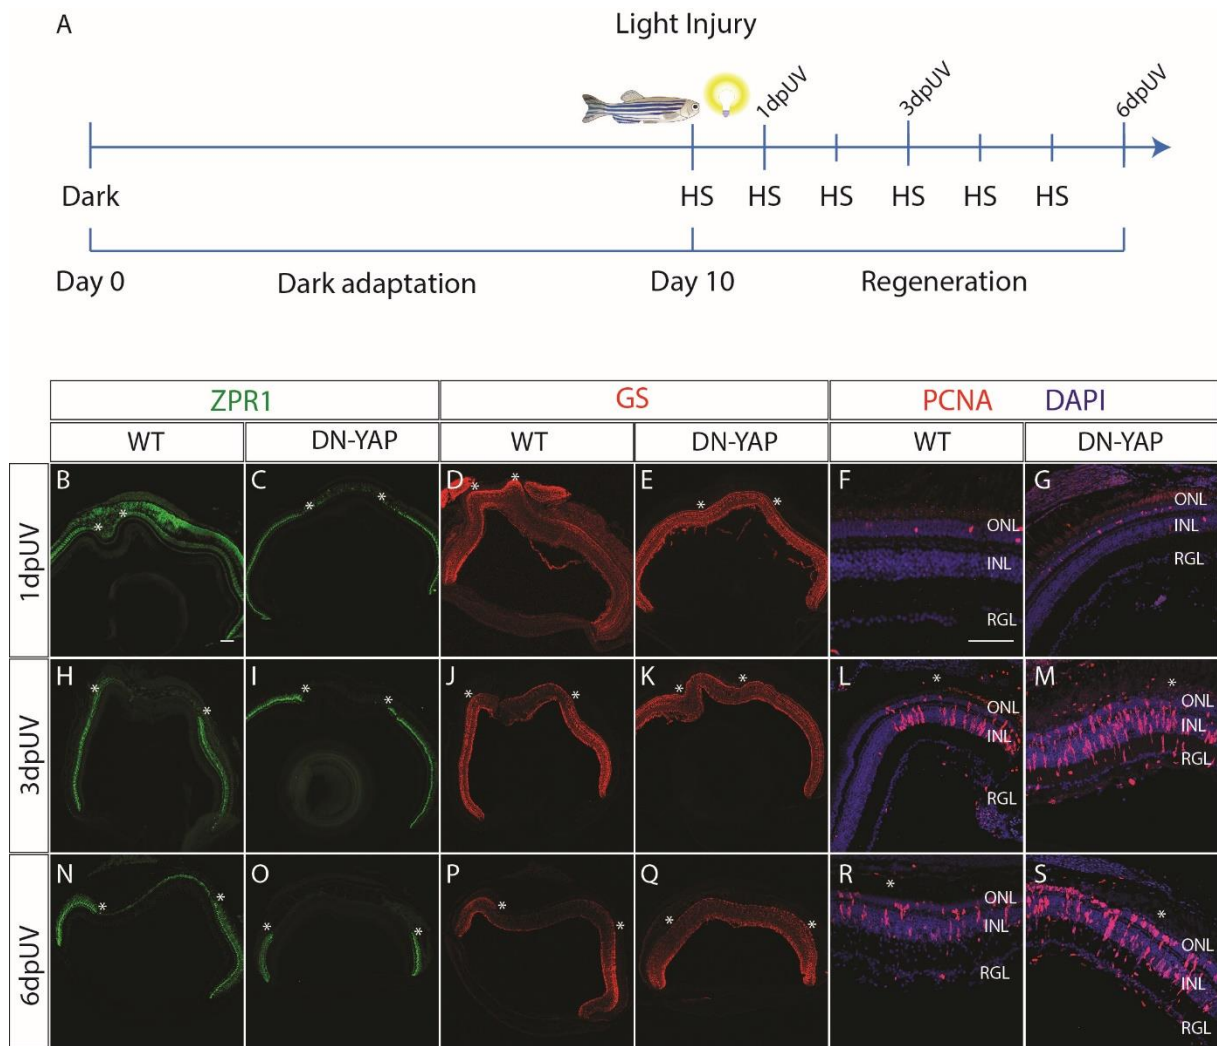 A
Light Injury
1dpUV
3dpUV
6dpUV
Dark
HS HS HS HS HS HS
Day 0
Dark adaptation
Day 10
Regeneration
ZPR1 GS PCNA DAPI
WT DN-YAP WT DN-YAP WT DN-YAP
1dpUV
B * * C * * D * * E * * F ONL INL RGL G ONL INL RGL
3dpUV
H * * I * * J * * K * * L * ONL INL RGL M * ONL INL RGL
6dpUV
N * * O * * P * * Q * * R * ONL INL RGL S * ONL INL RGL